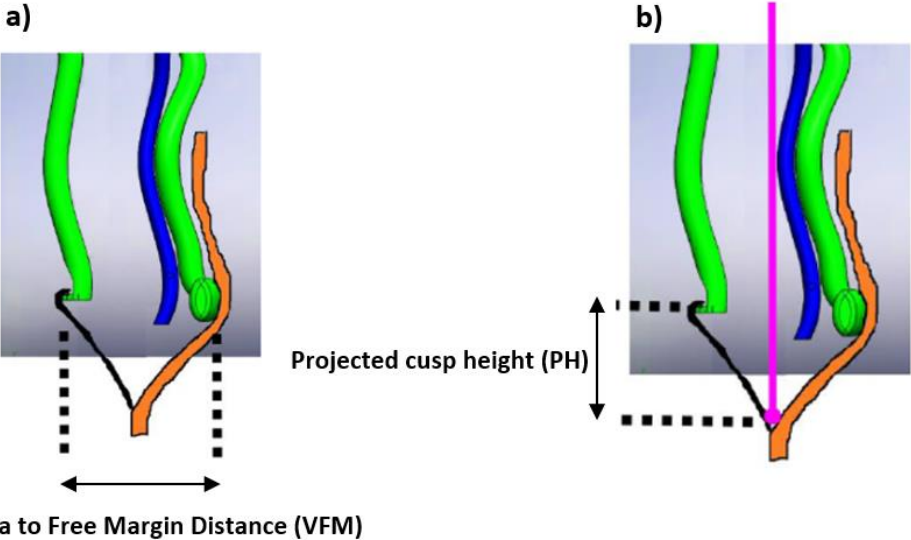 a)
b)
Projected cusp height (PH)
a to Free Margin Distance (VFM)